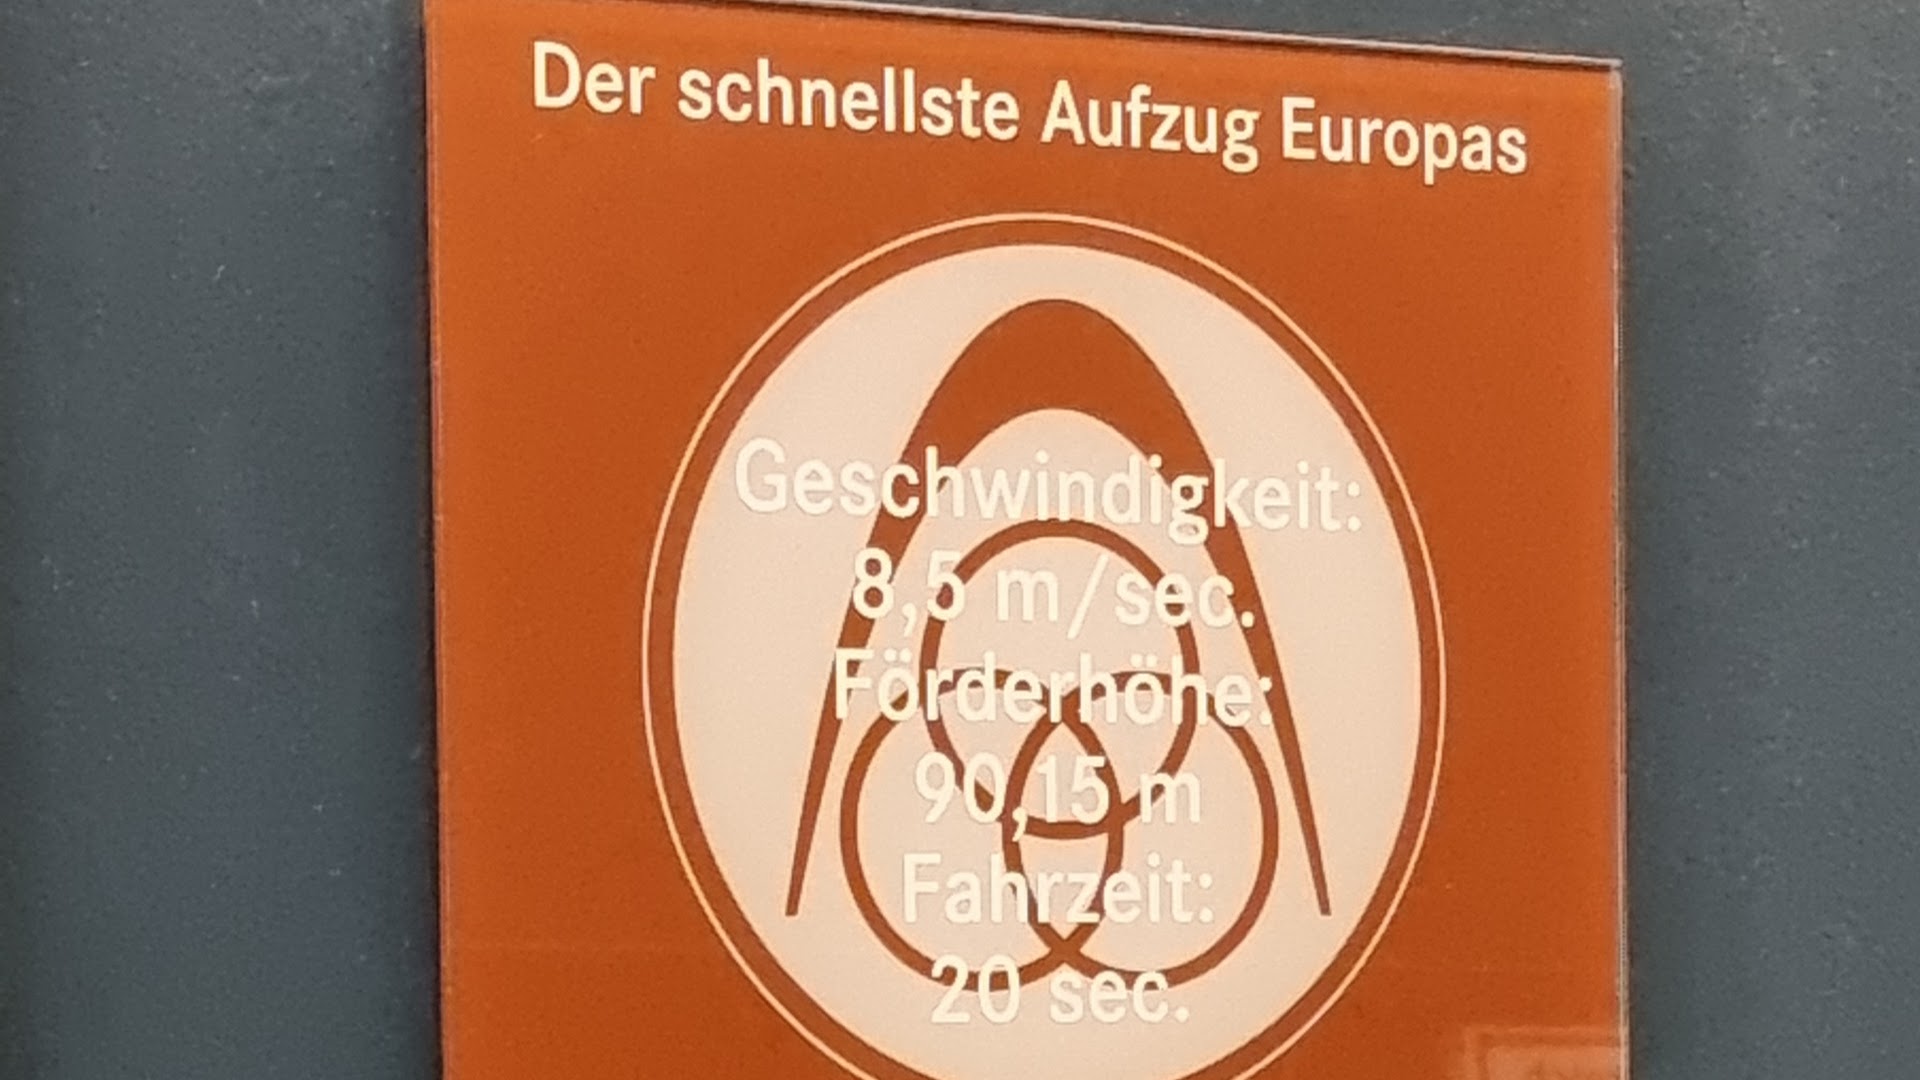 Der schnellste Aufzug Europas
Geschwindigkeit:
8,5 m/sec.
Förderhöhe:
90,15 m
Fahrzeit:
20 sec.